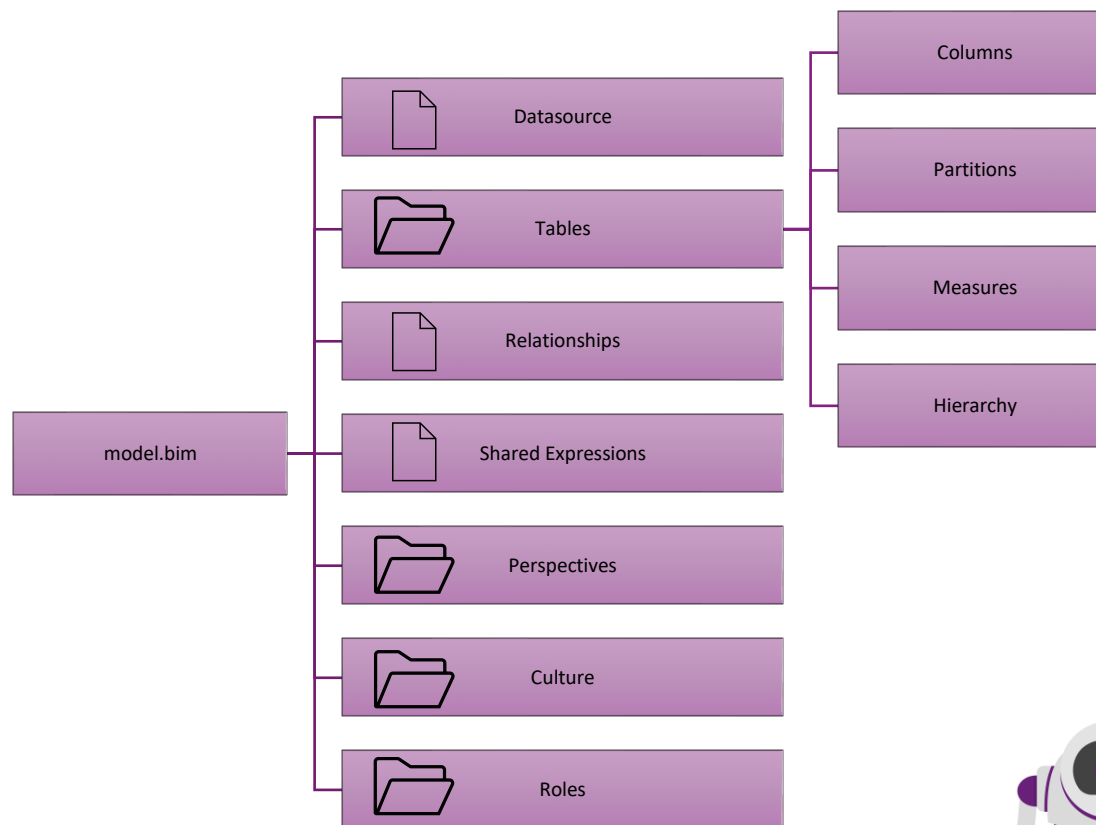 model.bim
Datasource
Tables
Relationships
Shared Expressions
Perspectives
Culture
Roles
Columns
Partitions
Measures
Hierarchy